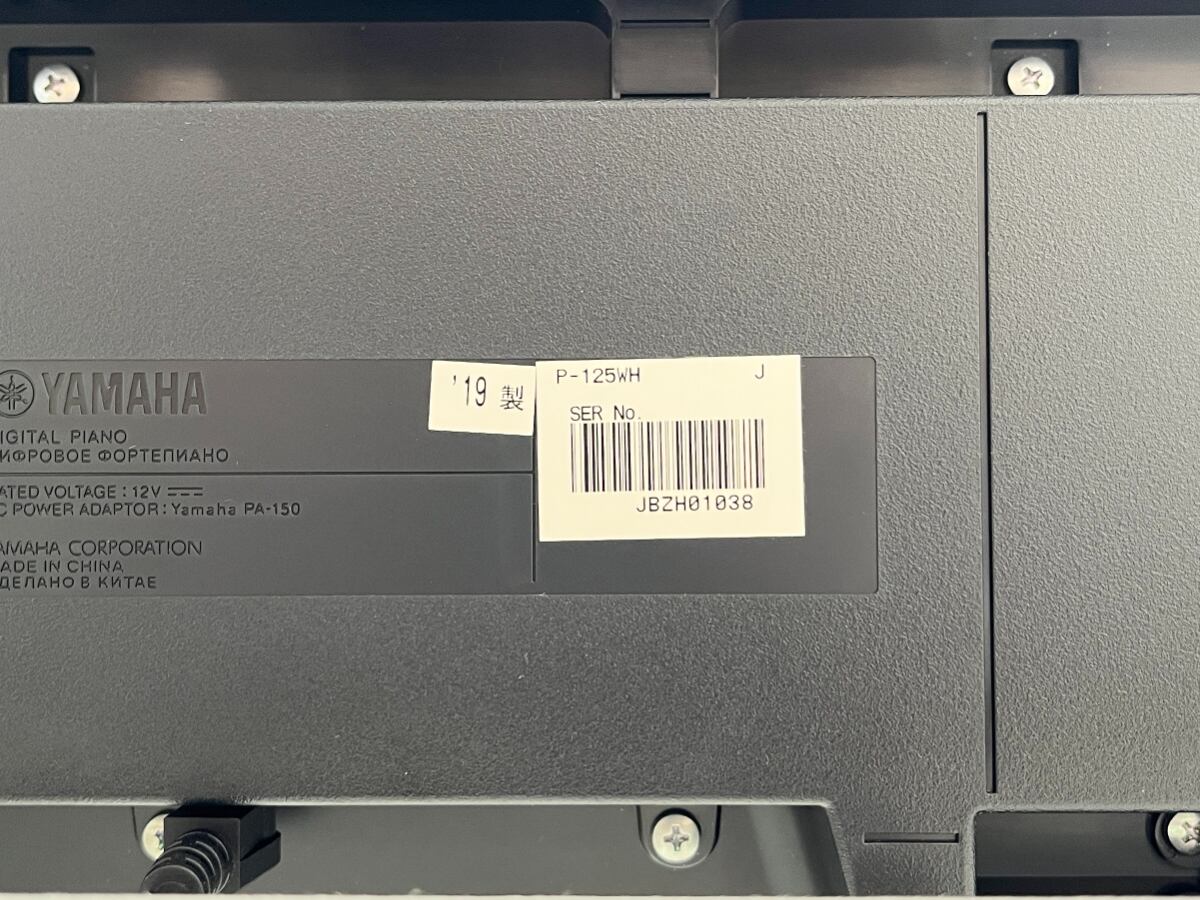 YAMAHA
IGITAL PIANO
ИФРОВОЕ ФОРТЕПИАНО
ATED VOLTAGE : 12V
C POWER ADAPTOR : Yamaha PA-150
AMAHA CORPORATION
ADE IN CHINA
ДЕЛАНО В КИТАЕ
'19 製
P-125WH J
SER No.
JBZH01038